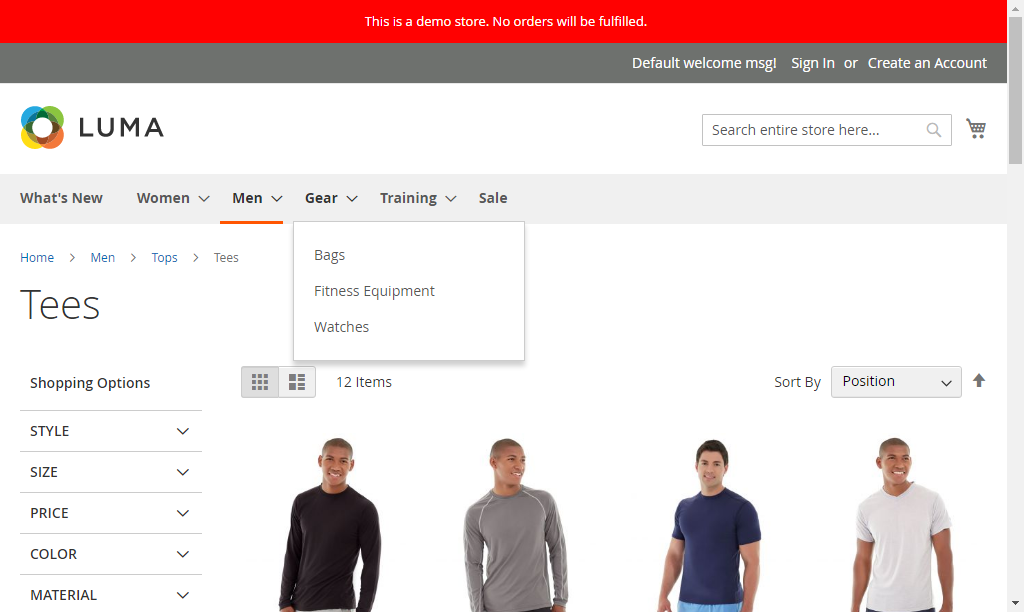 This is a demo store. No orders will be fulfilled.
Default welcome msg! Sign In or Create an Account
LUMA
Search entire store here...
What's New Women Men Gear Training Sale
Home Men Tops Tees
Bags
Fitness Equipment
Watches
Tees
Shopping Options
12 Items
Sort By Position
STYLE
SIZE
PRICE
COLOR
MATERIAL